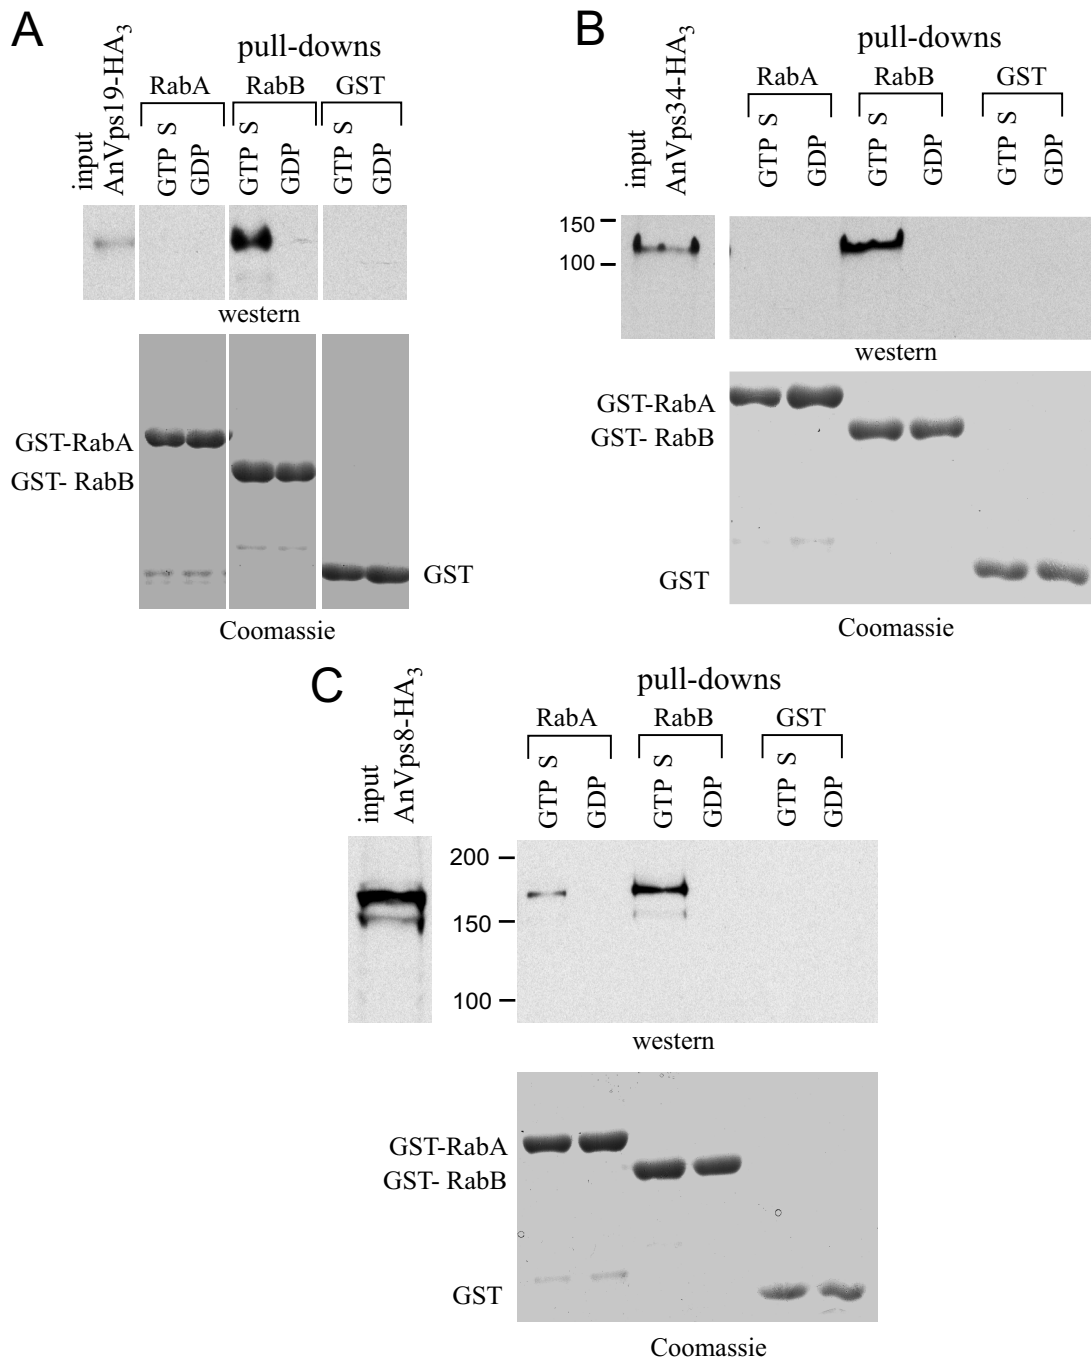 A
pull-downs
input
AnVps19-HA3
RabA
RabB
GST
GTP S
GDP
GTP S
GDP
GTP S
GDP
western
GST-RabA
GST- RabB
GST
Coomassie
B
pull-downs
input
AnVps34-HA3
RabA
RabB
GST
GTP S
GDP
GTP S
GDP
GTP S
GDP
150
100
western
GST-RabA
GST- RabB
GST
Coomassie
C
pull-downs
input
AnVps8-HA3
RabA
RabB
GST
GTP S
GDP
GTP S
GDP
GTP S
GDP
200
150
100
western
GST-RabA
GST- RabB
GST
Coomassie